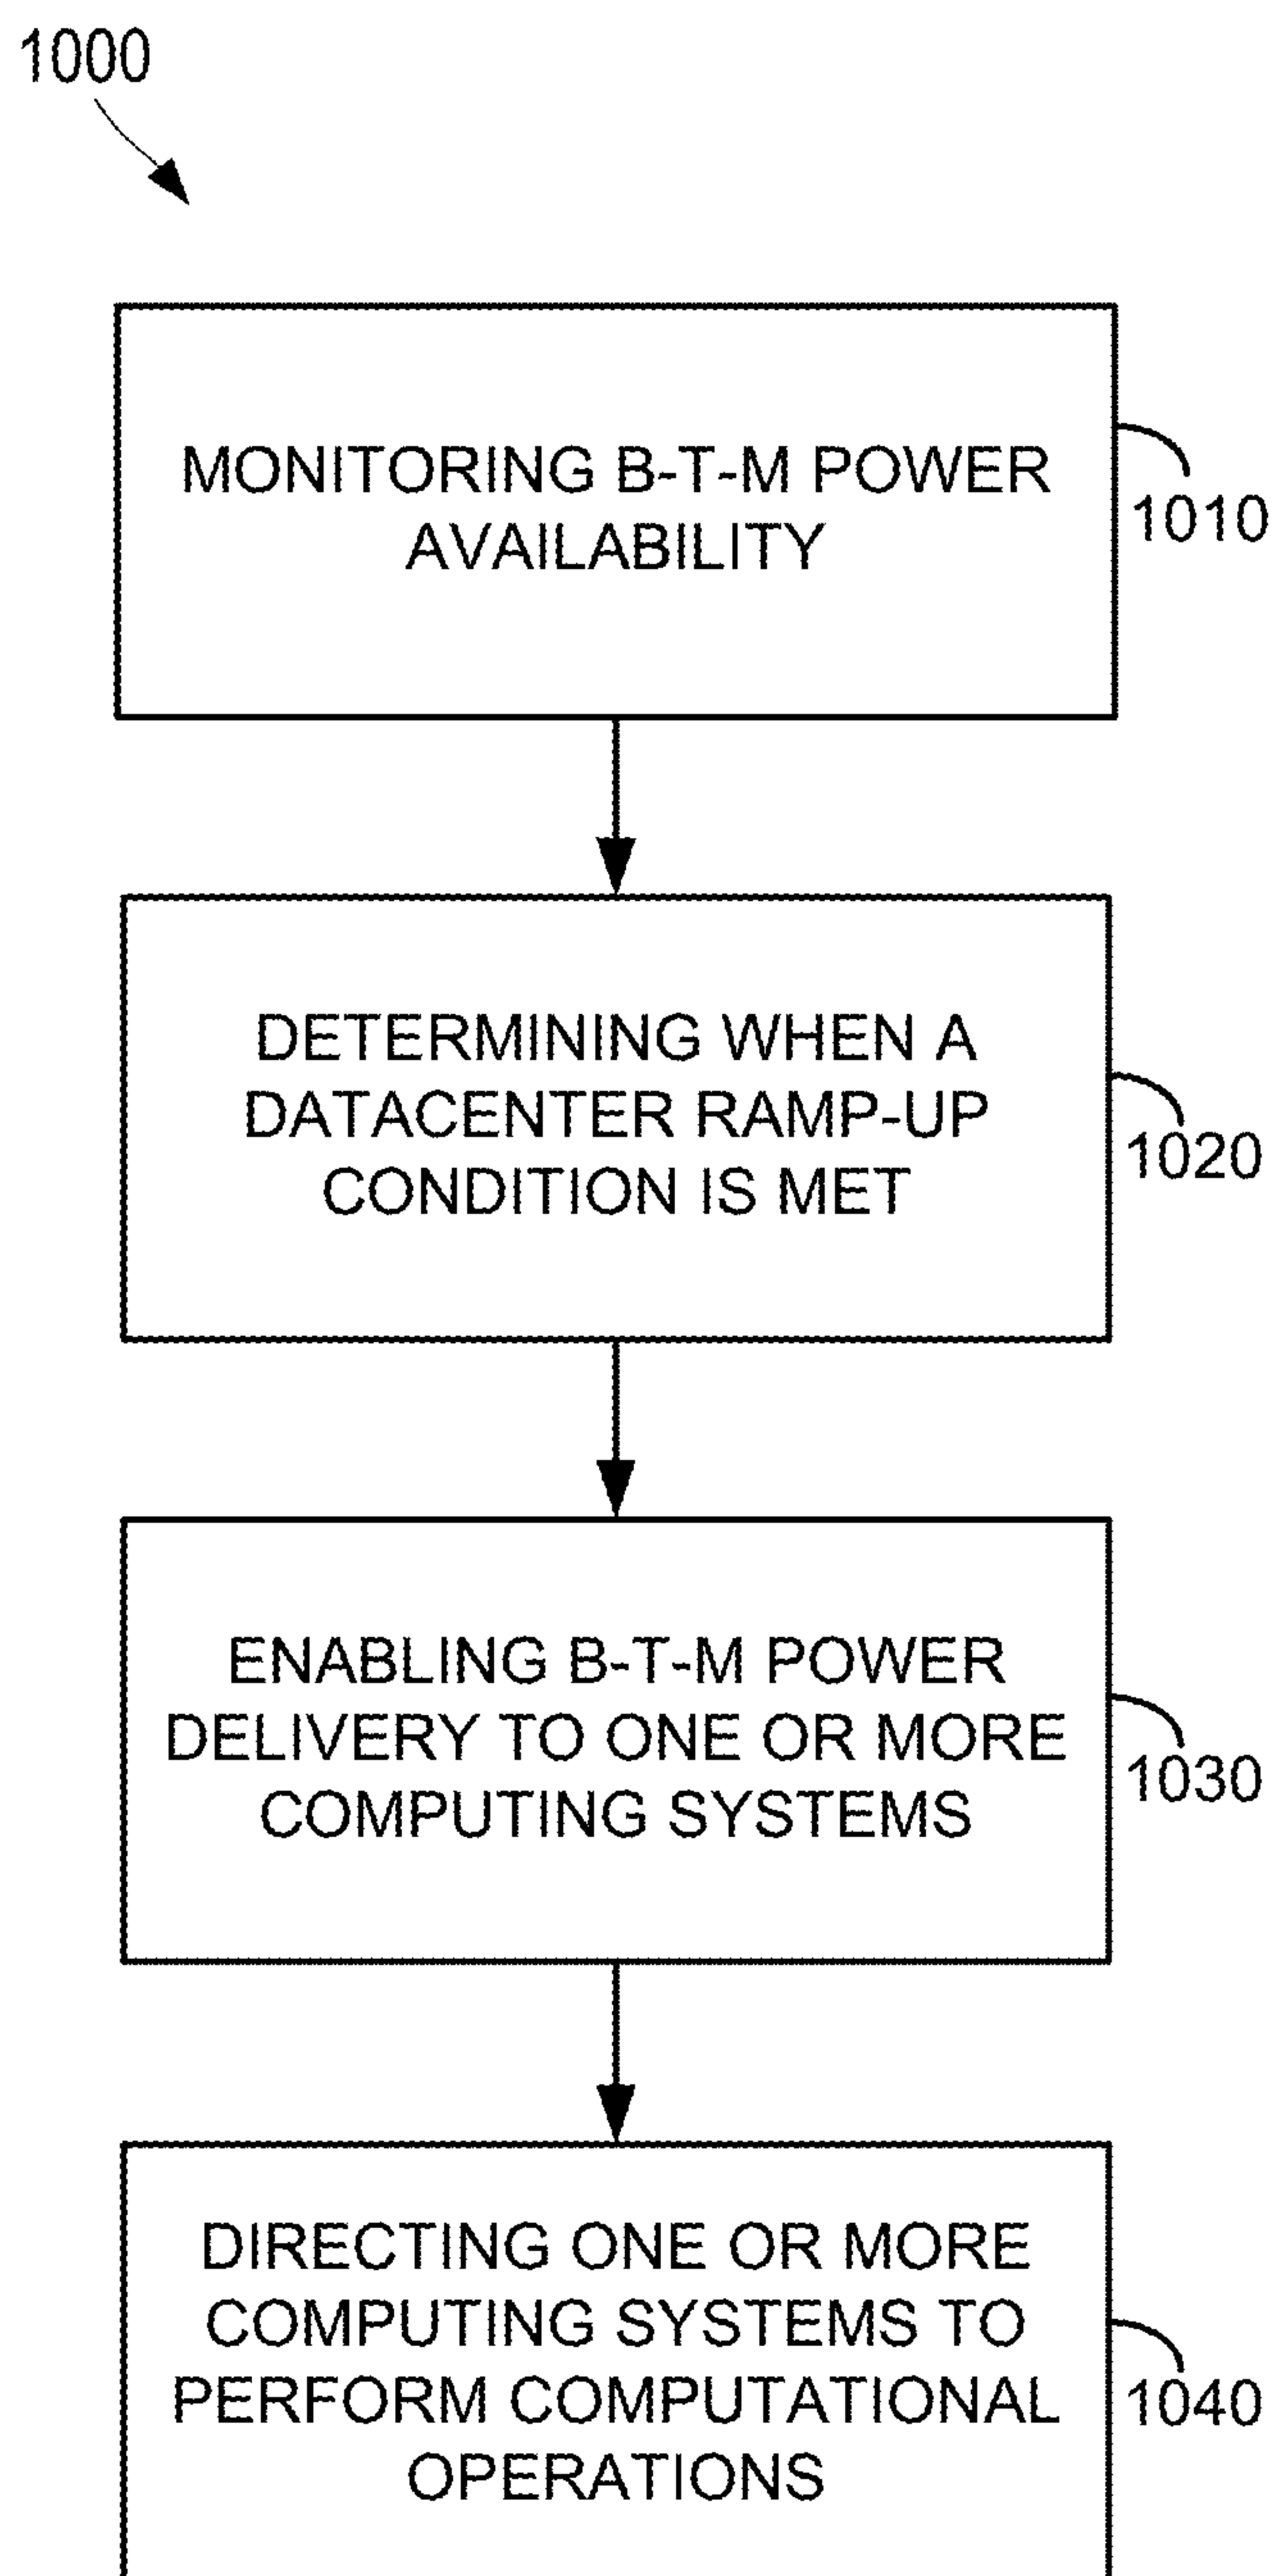 1000
MONITORING B-T-M POWER
AVAILABILITY
1010
DETERMINING WHEN A
DATACENTER RAMP-UP
CONDITION IS MET
1020
ENABLING B-T-M POWER
DELIVERY TO ONE OR MORE
COMPUTING SYSTEMS
1030
DIRECTING ONE OR MORE
COMPUTING SYSTEMS TO
PERFORM COMPUTATIONAL
OPERATIONS
1040